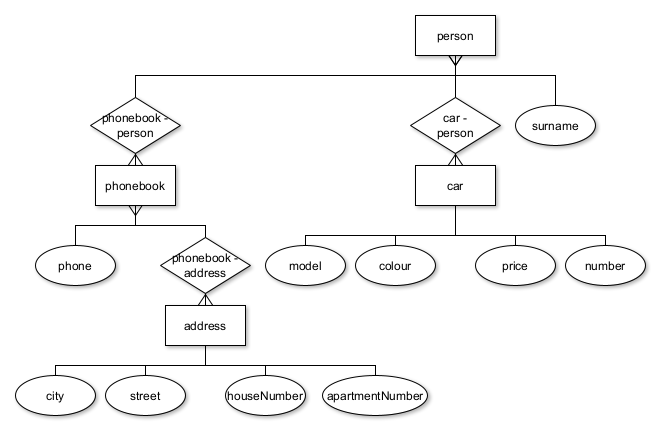 person
phonebook -
person
car -
person
surname
phonebook
car
phone
phonebook -
address
model
colour
price
number
address
city
street
houseNumber
apartmentNumber